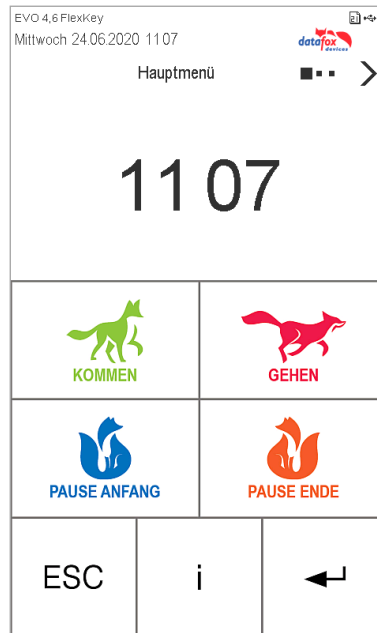 EVO 4,6 FlexKey
Mittwoch 24.06.2020 11 07
datafox
devices
Hauptmenü
11 07
KOMMEN
GEHEN
PAUSE ANFANG
PAUSE ENDE
ESC
i